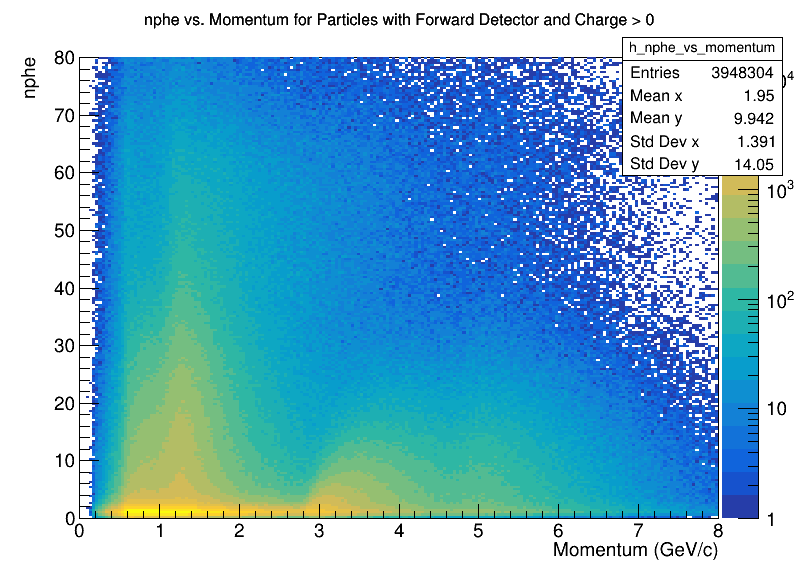 nphe vs. Momentum for Particles with Forward Detector and Charge > 0
h_nphe_vs_momentum
Entries 3948304
Mean x 1.95
Mean y 9.942
Std Dev x 1.391
Std Dev y 14.05
nphe
80
70
60
50
40
30
20
10
0
0 1 2 3 4 5 6 7 8
Momentum (GeV/c)
10³
10²
10
1